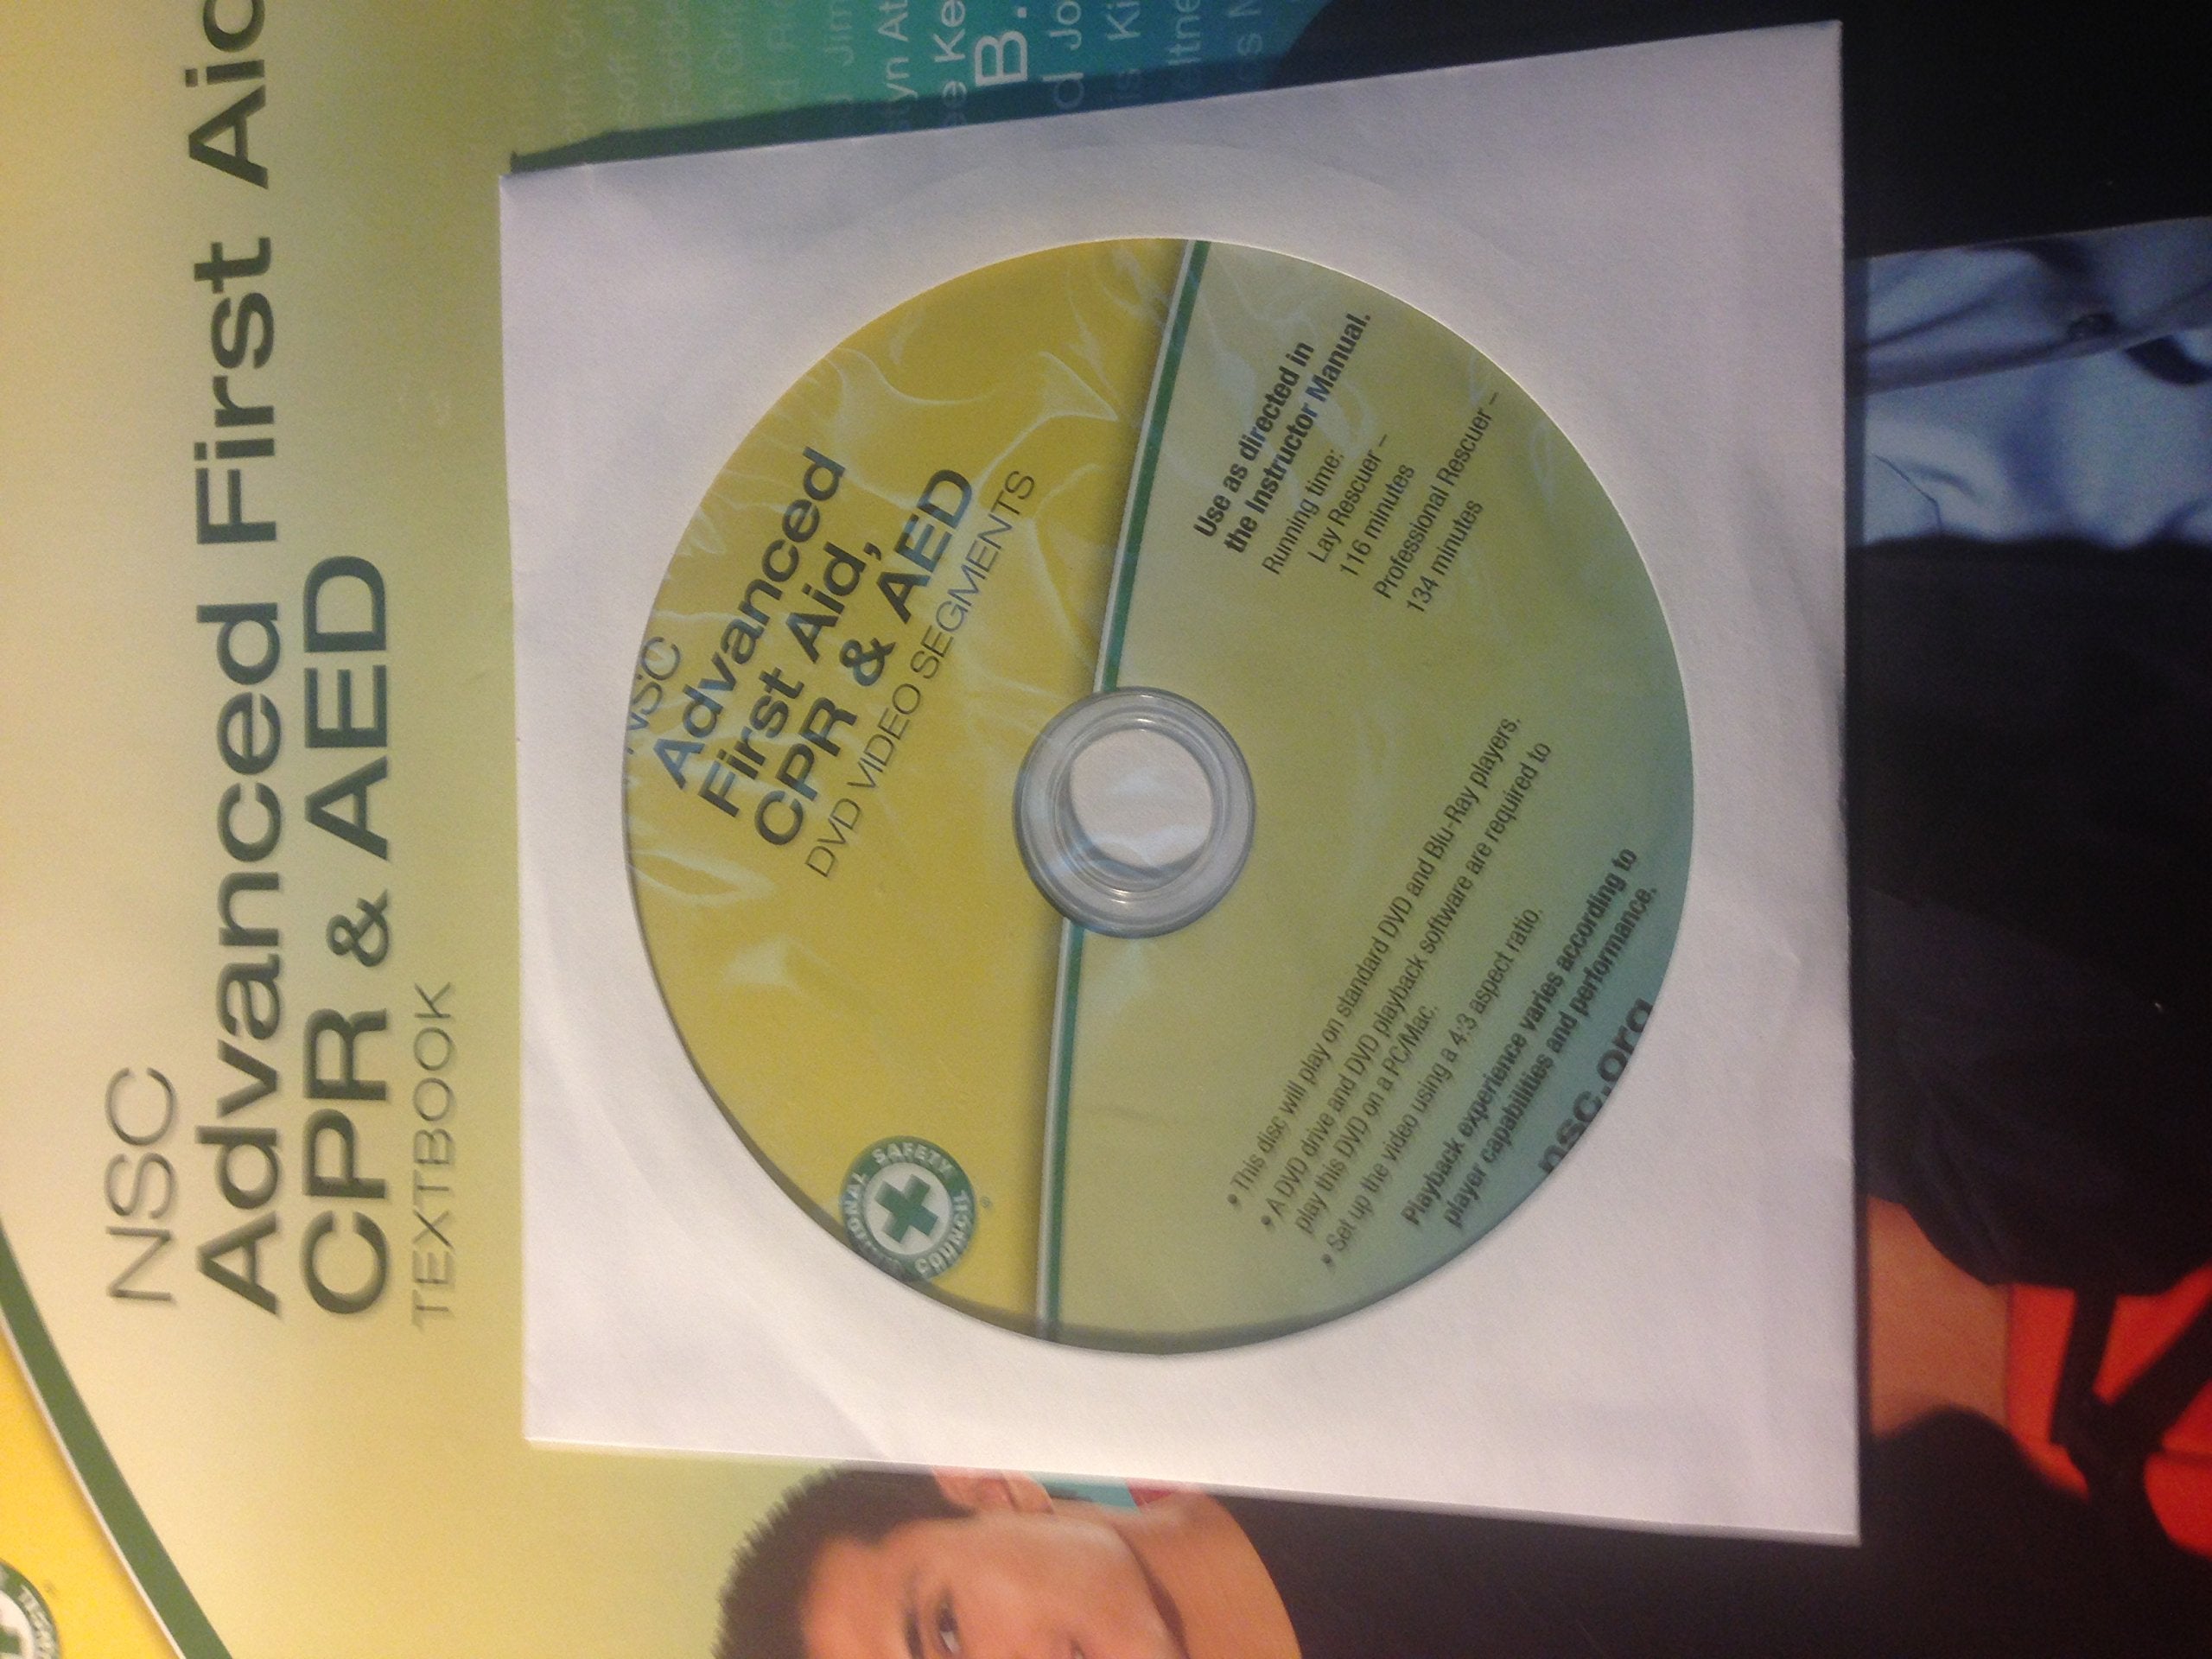 NSC
Advanced First Aid
CPR & AED
TEXTBOOK
B.
NSC
Advanced
First Aid,
CPR & AED
DVD VIDEO SEGMENTS
NATIONAL SAFETY COUNCIL
Use as directed in
the Instructor Manual.
Running time:
Lay Rescuer –
116 minutes
Professional Rescuer –
134 minutes
• This disc will play on standard DVD and Blu-Ray players.
• A DVD drive and DVD playback software are required to
play this DVD on a PC/Mac.
• Set up the video using a 4:3 aspect ratio.
Playback experience varies according to
player capabilities and performance.
nsc.org